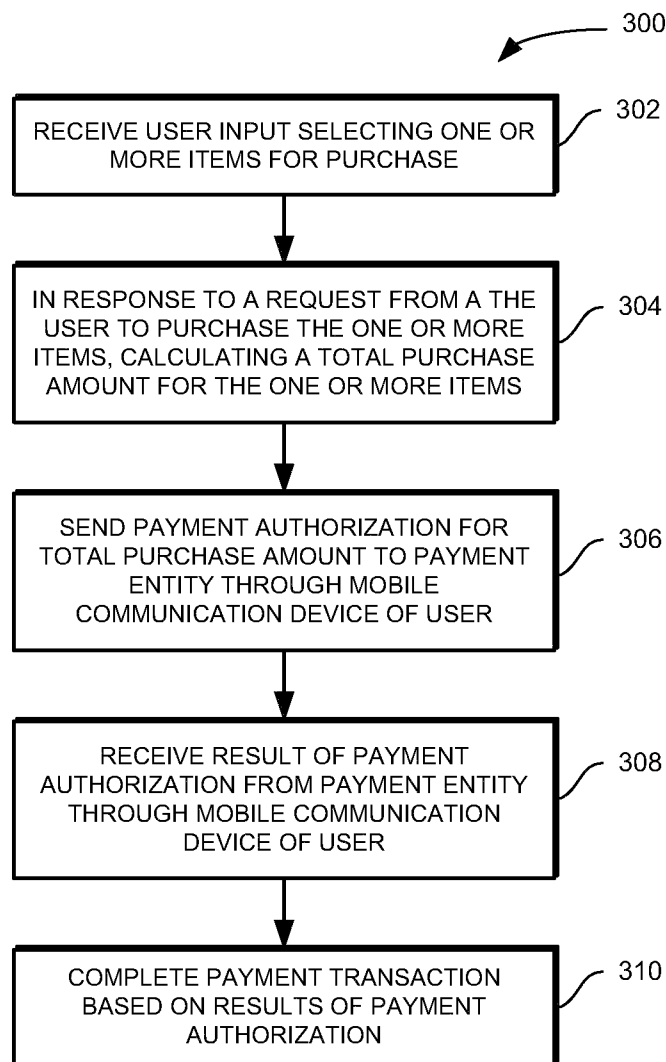 300
302
RECEIVE USER INPUT SELECTING ONE OR
MORE ITEMS FOR PURCHASE
304
IN RESPONSE TO A REQUEST FROM A THE
USER TO PURCHASE THE ONE OR MORE
ITEMS, CALCULATING A TOTAL PURCHASE
AMOUNT FOR THE ONE OR MORE ITEMS
306
SEND PAYMENT AUTHORIZATION FOR
TOTAL PURCHASE AMOUNT TO PAYMENT
ENTITY THROUGH MOBILE
COMMUNICATION DEVICE OF USER
308
RECEIVE RESULT OF PAYMENT
AUTHORIZATION FROM PAYMENT ENTITY
THROUGH MOBILE COMMUNICATION
DEVICE OF USER
310
COMPLETE PAYMENT TRANSACTION
BASED ON RESULTS OF PAYMENT
AUTHORIZATION